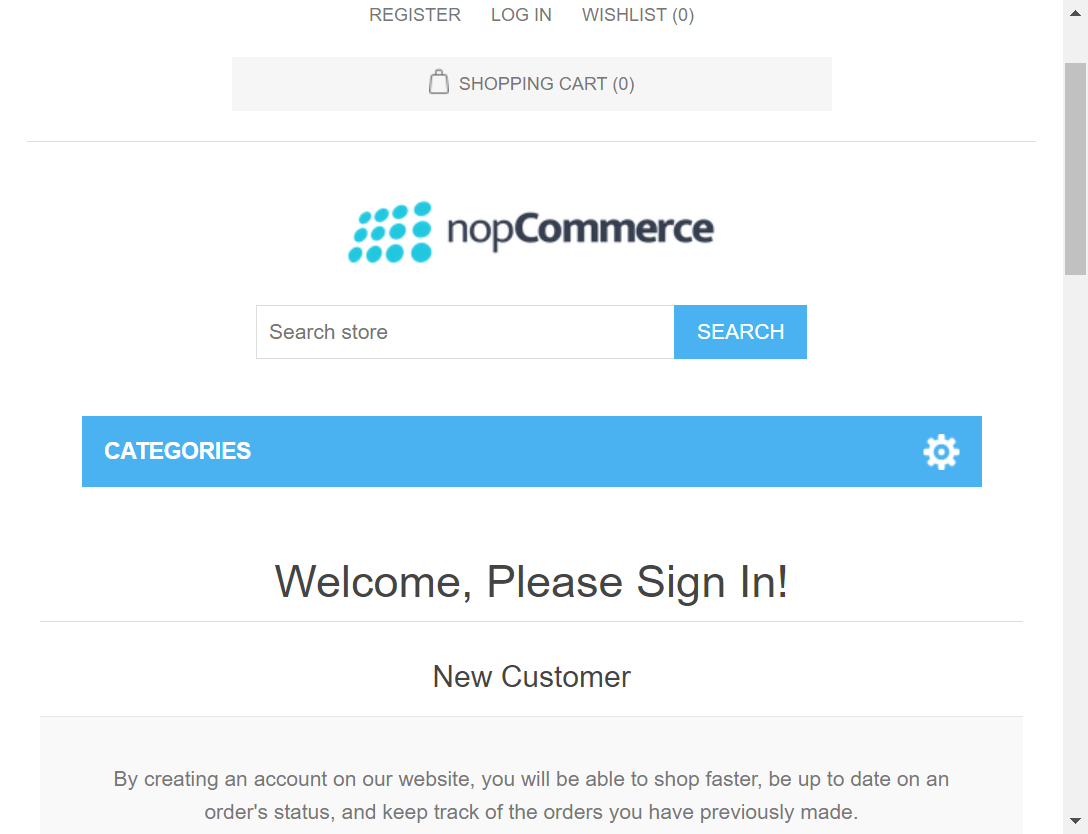 REGISTER LOG IN WISHLIST (0)
SHOPPING CART (0)
nopCommerce
Search store SEARCH
CATEGORIES
Welcome, Please Sign In!
New Customer
By creating an account on our website, you will be able to shop faster, be up to date on an
order's status, and keep track of the orders you have previously made.